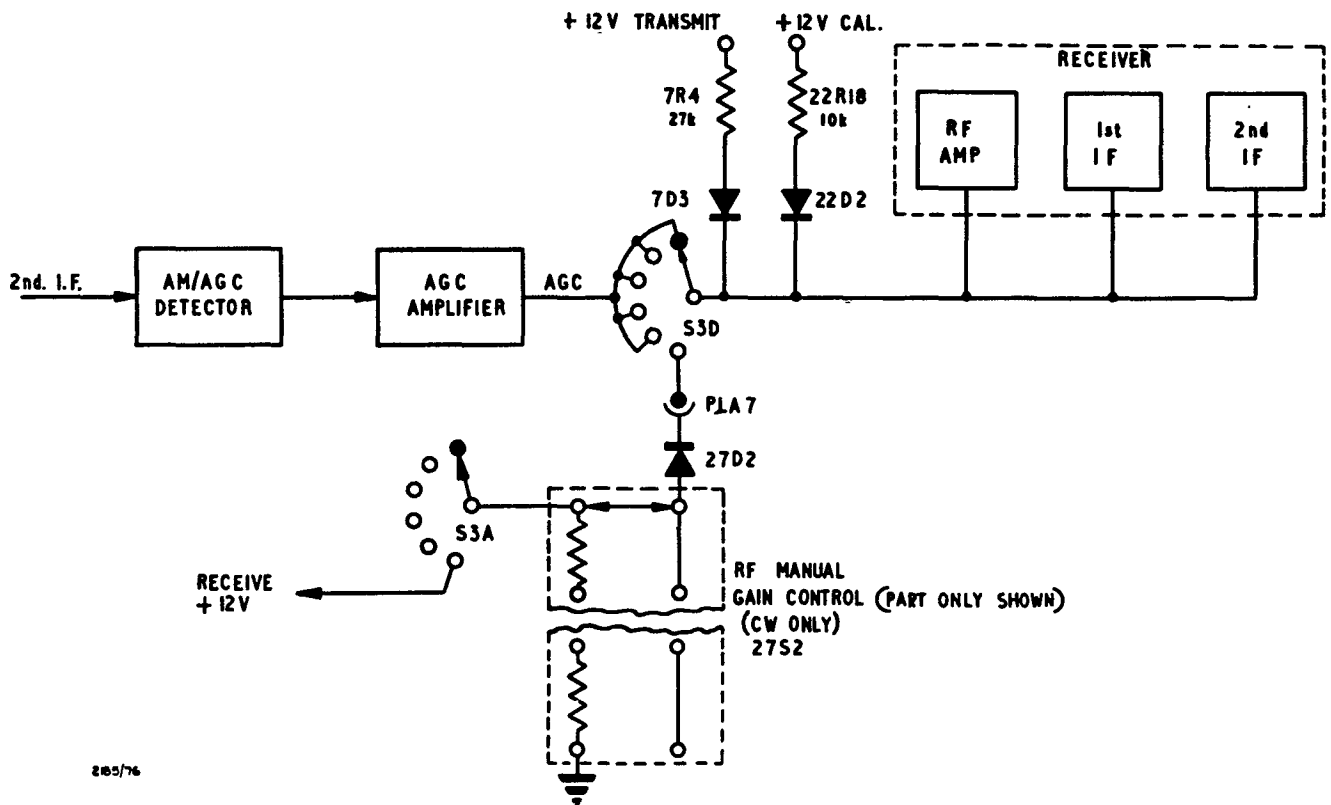 + 12V TRANSMIT
+12V CAL.
RECEIVER
7R4
27k
22R18
10k
RF
AMP
1st
IF
2nd
IF
7D3
22D2
2nd. I.F.
AM/AGC
DETECTOR
AGC
AMPLIFIER
AGC
S3D
PLA7
27D2
S3A
RECEIVE
+ 12V
RF MANUAL
GAIN CONTROL (PART ONLY SHOWN)
(CW ONLY)
27S2
2185/76